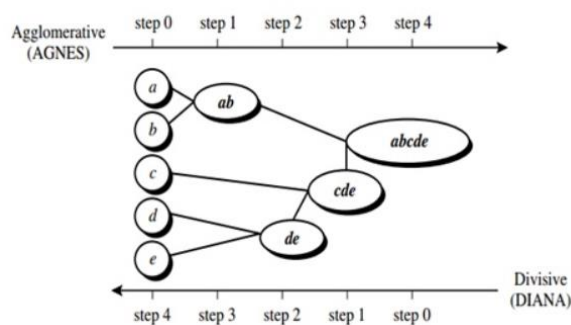 Agglomerative
(AGNES)
step 0 step 1 step 2 step 3 step 4
a
b
ab
abcde
c
cde
d
de
e
Divisive
(DIANA)
step 4 step 3 step 2 step 1 step 0